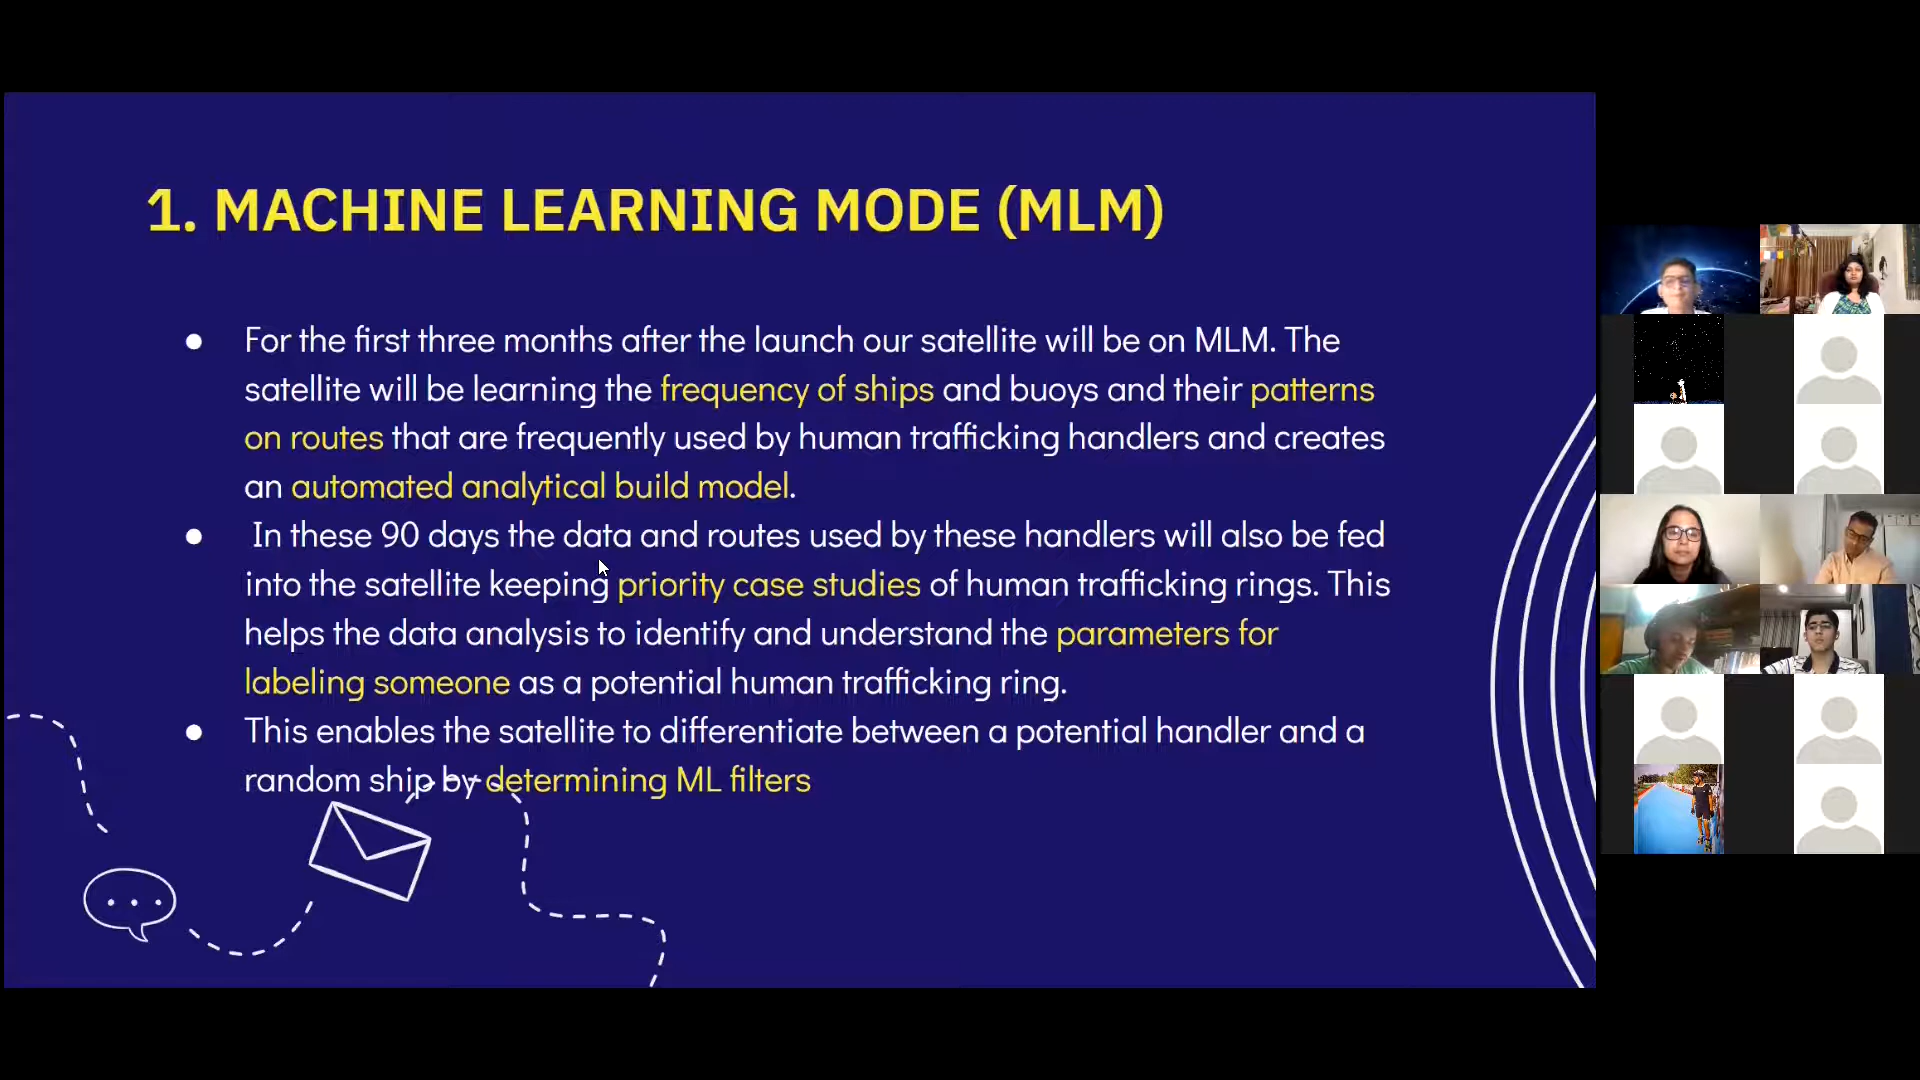 1. MACHINE LEARNING MODE (MLM)
● For the first three months after the launch our satellite will be on MLM. The
satellite will be learning the frequency of ships and buoys and their patterns
on routes that are frequently used by human trafficking handlers and creates
an automated analytical build model.
● In these 90 days the data and routes used by these handlers will also be fed
into the satellite keeping priority case studies of human trafficking rings. This
helps the data analysis to identify and understand the parameters for
labeling someone as a potential human trafficking ring.
● This enables the satellite to differentiate between a potential handler and a
random ship by determining ML filters